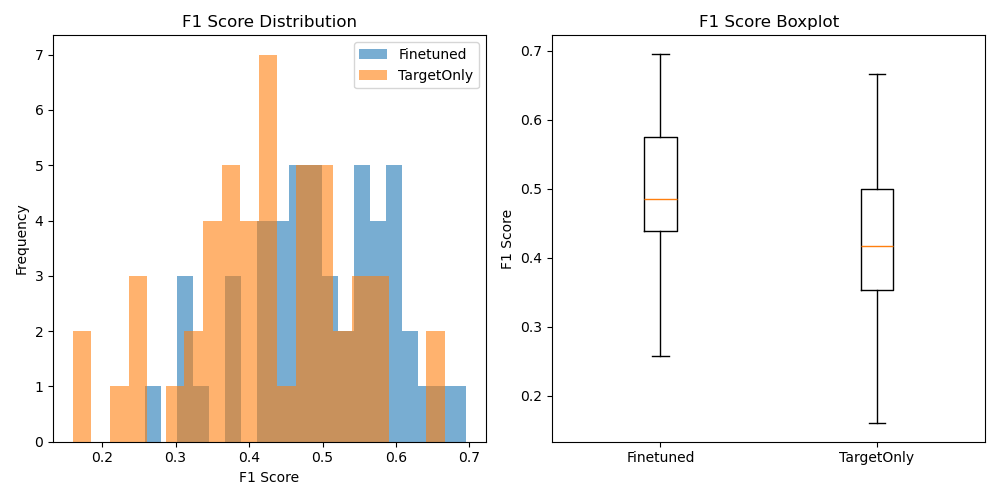 F1 Score Distribution
Finetuned
TargetOnly
7
6
5
4
3
2
1
0
Frequency
0.2 0.3 0.4 0.5 0.6 0.7
F1 Score
F1 Score Boxplot
0.7
0.6
0.5
0.4
0.3
0.2
F1 Score
Finetuned TargetOnly